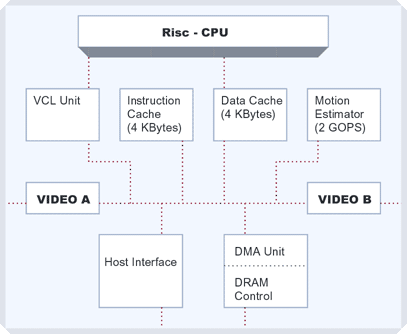 Risc - CPU
VCL Unit
Instruction
Cache
(4 KBytes)
Data Cache
(4 KBytes)
Motion
Estimator
(2 GOPS)
VIDEO A
VIDEO B
Host Interface
DMA Unit
DRAM
Control